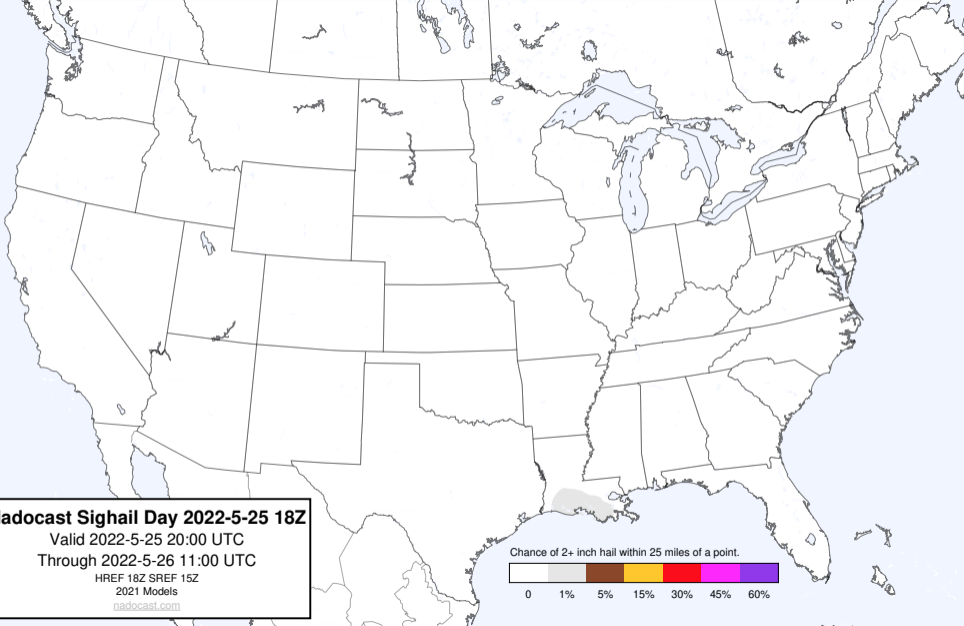 adocast Sighail Day 2022-5-25 18Z
Valid 2022-5-25 20:00 UTC
Through 2022-5-26 11:00 UTC
HREF 18Z SREF 15Z
2021 Models
nadocast.com
Chance of 2+ inch hail within 25 miles of a point.
0 1% 5% 15% 30% 45% 60%